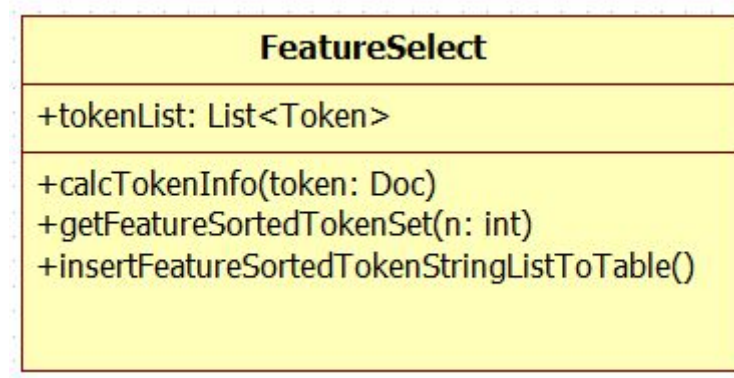 FeatureSelect
+tokenList: List<Token>
+calcTokenInfo(token: Doc)
+getFeatureSortedTokenSet(n: int)
+insertFeatureSortedTokenStringListToTable()